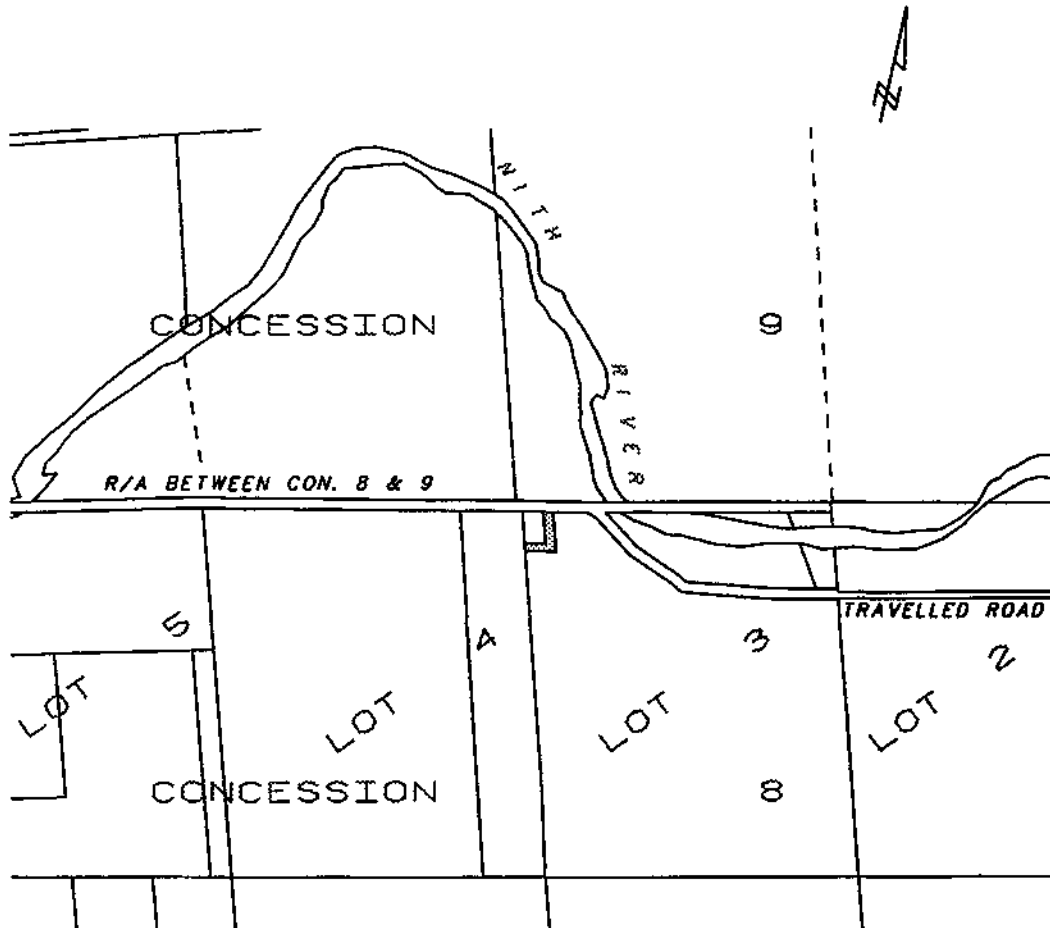 N
NITH RIVER
CONCESSION 9
R/A BETWEEN CON. 8 & 9
TRAVELLED ROAD
LOT 5
LOT 4
LOT 3
LOT 2
CONCESSION 8